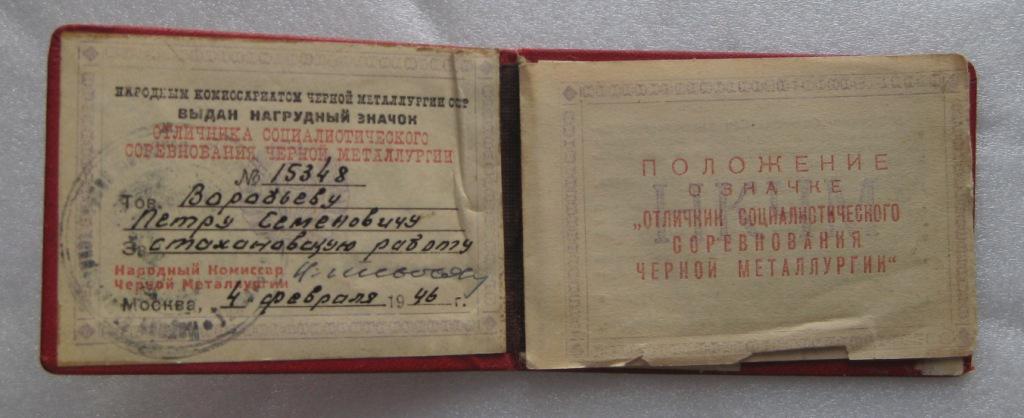 НАРОДНЫМ КОМИССАРИАТОМ ЧЕРНОЙ МЕТАЛЛУРГИИ СССР
ВЫДАН НАГРУДНЫЙ ЗНАЧОК
ОТЛИЧНИКА СОЦИАЛИСТИЧЕСКОГО
СОРЕВНОВАНИЯ ЧЕРНОЙ МЕТАЛЛУРГИИ
№ 15348
Тов. Воробьеву
Петру Семеновичу
За стахановскую работу
Народный Комиссар
Черной Металлургии
Москва, 4 февраля 1946 г.
ПОЛОЖЕНИЕ
О ЗНАЧКЕ
„ОТЛИЧНИК СОЦИАЛИСТИЧЕСКОГО
СОРЕВНОВАНИЯ
ЧЕРНОЙ МЕТАЛЛУРГИИ"